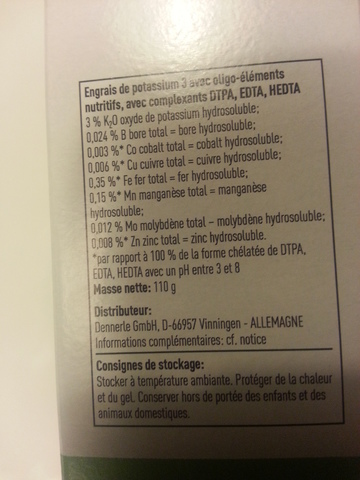 Engrais de potassium 3 avec oligo-éléments
nutritifs, avec complexants DTPA, EDTA, HEDTA
3 % K₂O oxyde de potassium hydrosoluble;
0,024 % B bore total = bore hydrosoluble;
0,003 %* Co cobalt total = cobalt hydrosoluble;
0,006 %* Cu cuivre total = cuivre hydrosoluble;
0,35 %* Fe fer total = fer hydrosoluble;
0,15 %* Mn manganèse total = manganèse
hydrosoluble;
0,012 % Mo molybdène total – molybdène hydrosoluble;
0,008 %* Zn zinc total = zinc hydrosoluble.
*par rapport à 100 % de la forme chélatée de DTPA,
EDTA, HEDTA avec un pH entre 3 et 8
Masse nette: 110 g
Distributeur:
Dennerle GmbH, D-66957 Vinningen - ALLEMAGNE
Informations complémentaires: cf. notice
Consignes de stockage:
Stocker à température ambiante. Protéger de la chaleur
et du gel. Conserver hors de portée des enfants et des
animaux domestiques.